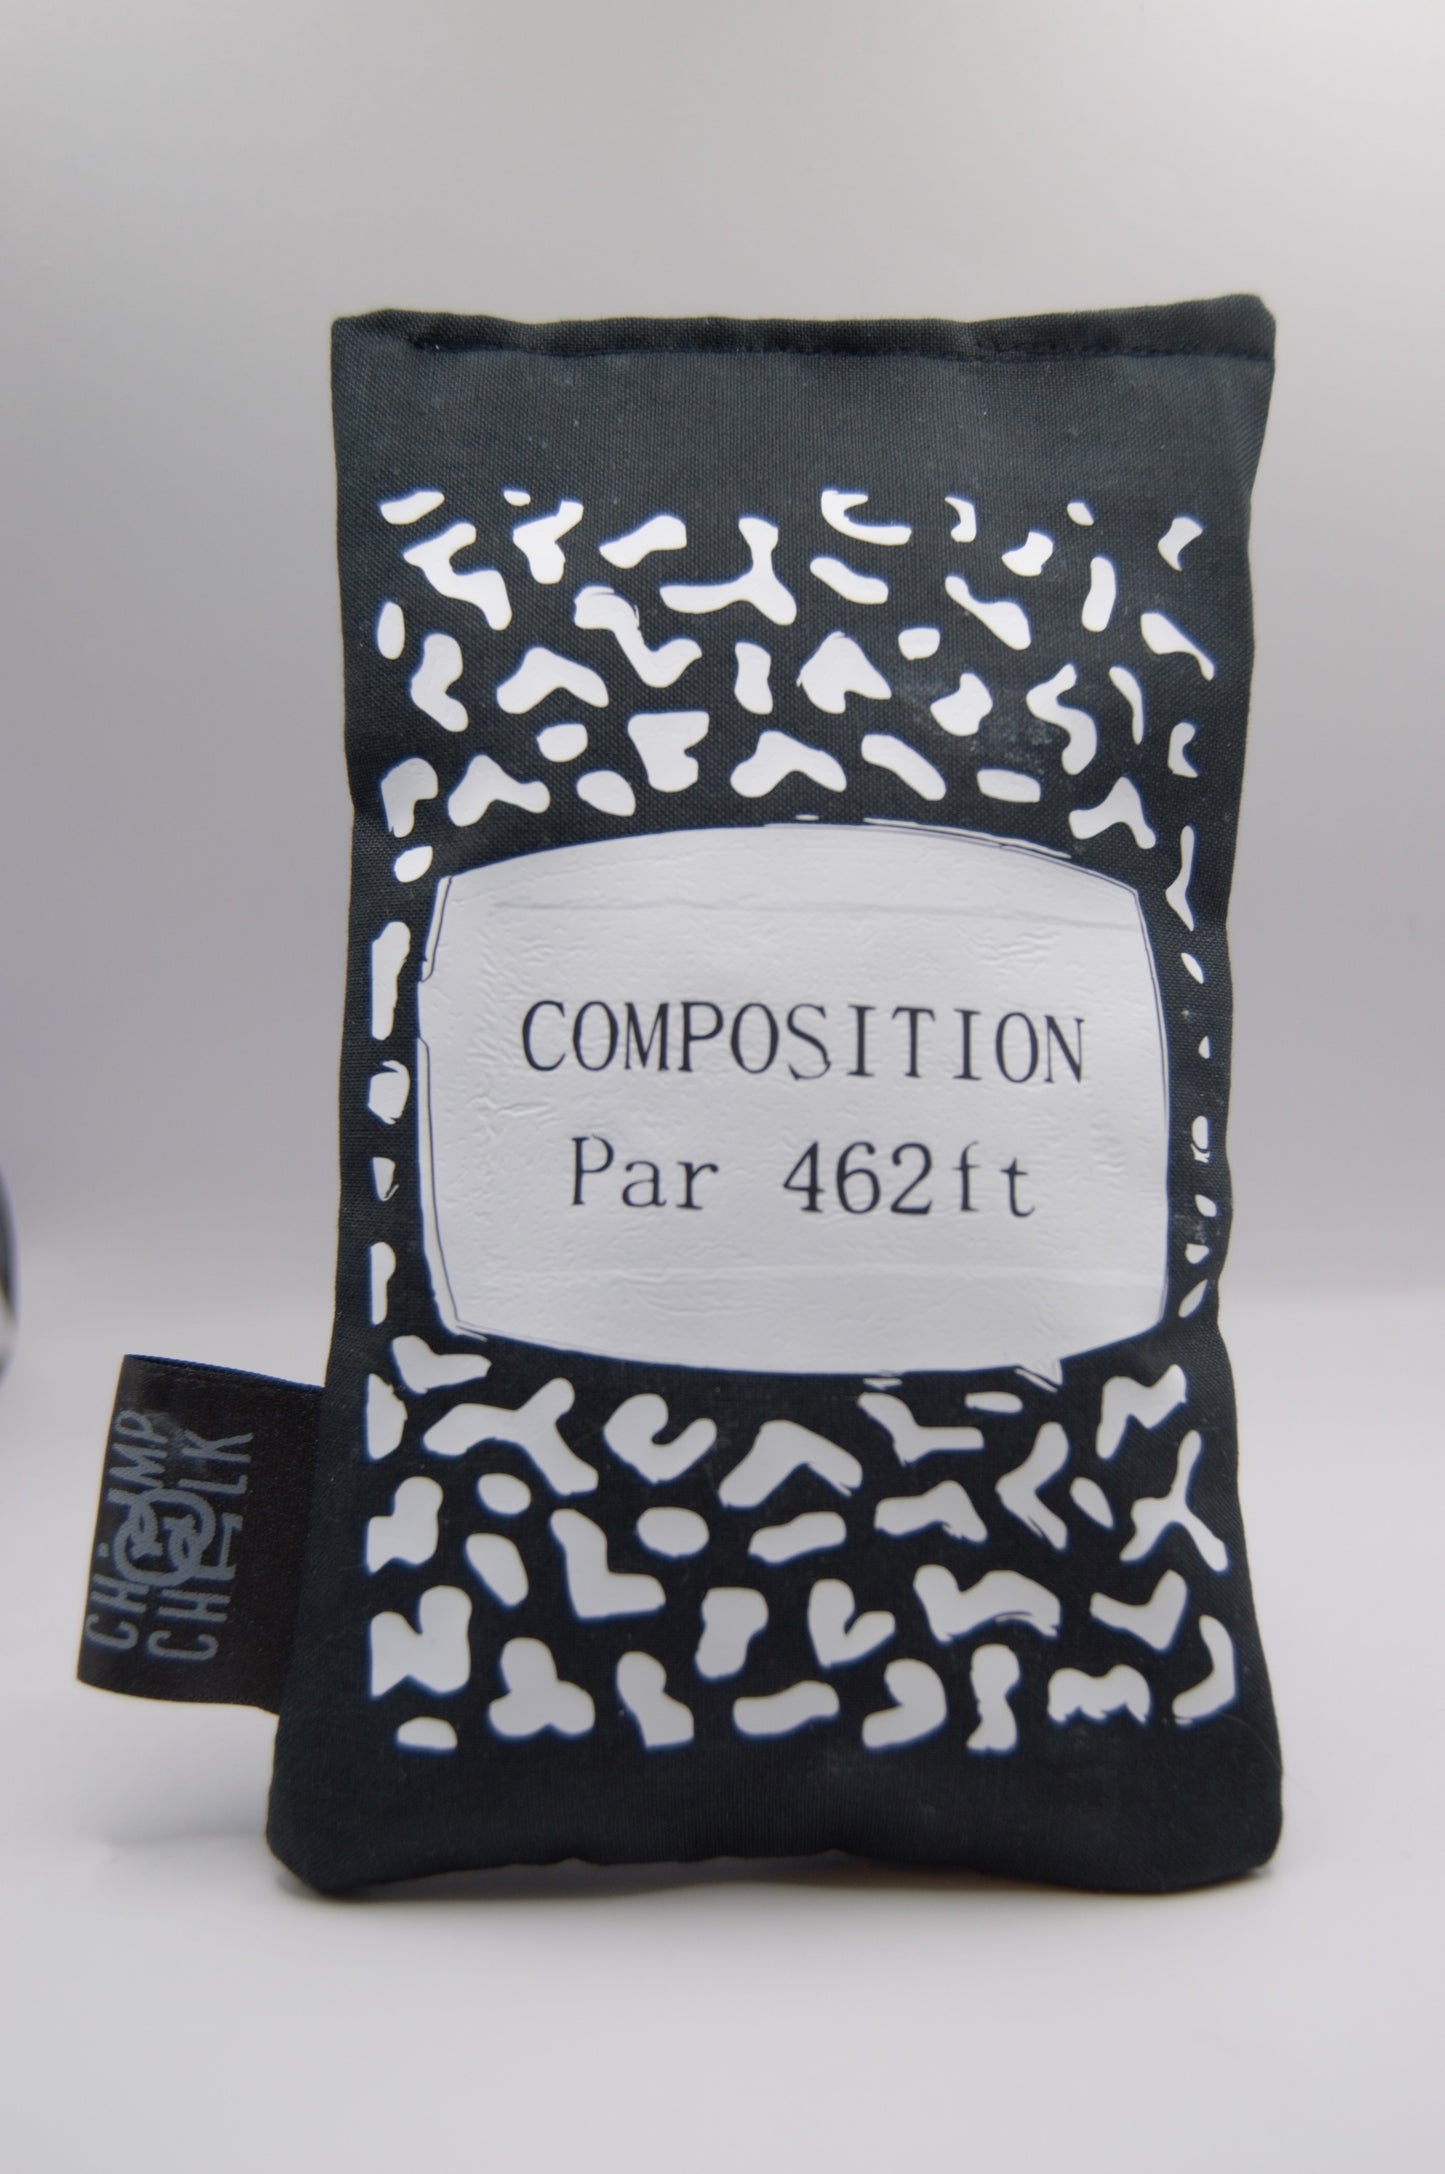 COMPOSITION
Par 462ft
CHOMP
CHALK